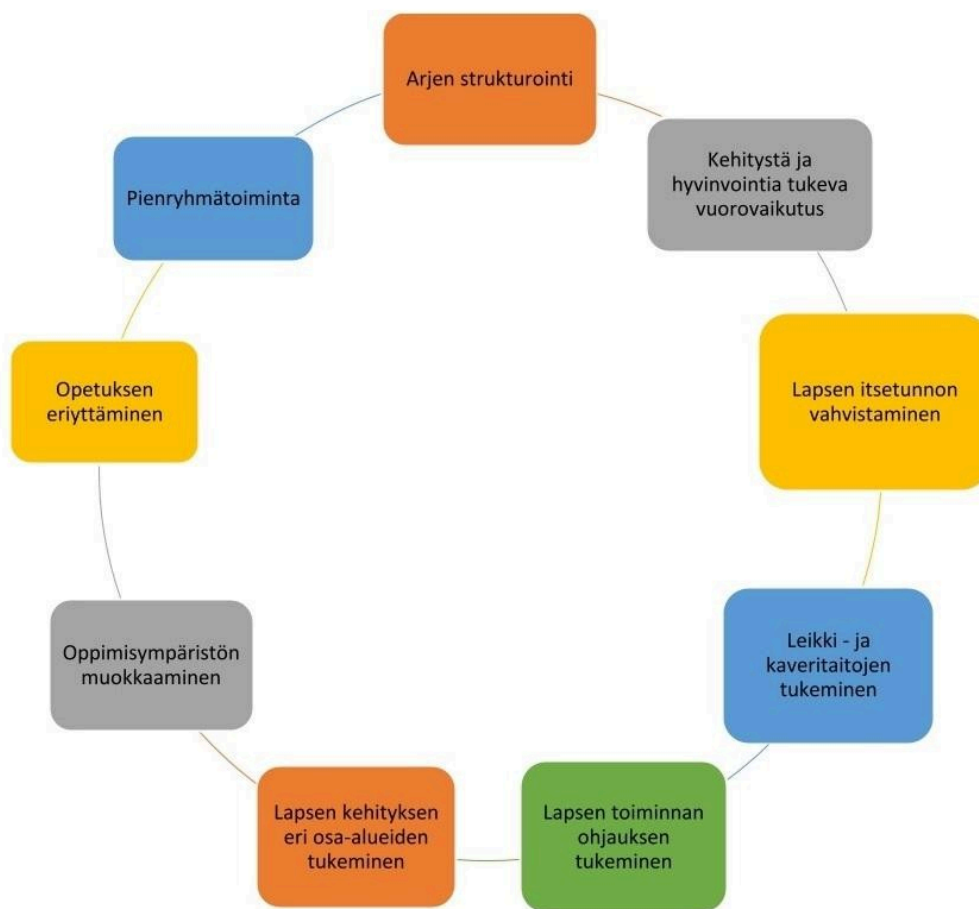 Arjen strukturointi
Kehitystä ja
hyvinvointia tukeva
vuorovaikutus
Lapsen itsetunnon
vahvistaminen
Leikki - ja
kaveritaitojen
tukeminen
Lapsen toiminnan
ohjauksen
tukeminen
Lapsen kehityksen
eri osa-alueiden
tukeminen
Oppimisympäristön
muokkaaminen
Opetuksen
eriyttäminen
Pienryhmätoiminta